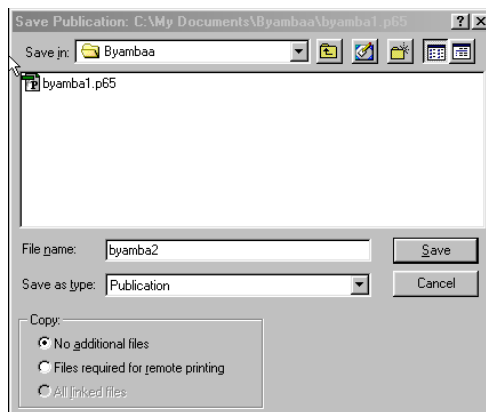 Save Publication: C:\My Documents\Byambaa\byamba1.p65
Save in: Byambaa
byamba1.p65
File name: byamba2 Save
Save as type: Publication Cancel
Copy:
No additional files
Files required for remote printing
All linked files